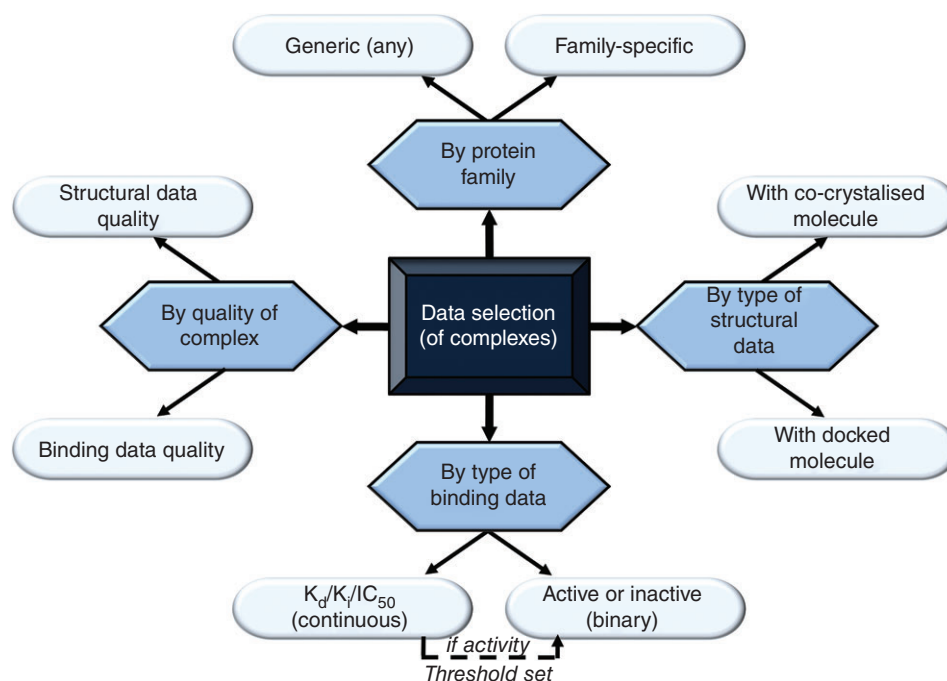 Generic (any)
Family-specific
By protein
family
Structural data
quality
With co-crystalised
molecule
By quality of
complex
Data selection
(of complexes)
By type of
structural
data
Binding data quality
With docked
molecule
By type of
binding data
Kd/Ki/IC50
(continuous)
Active or inactive
(binary)
if activity
Threshold set